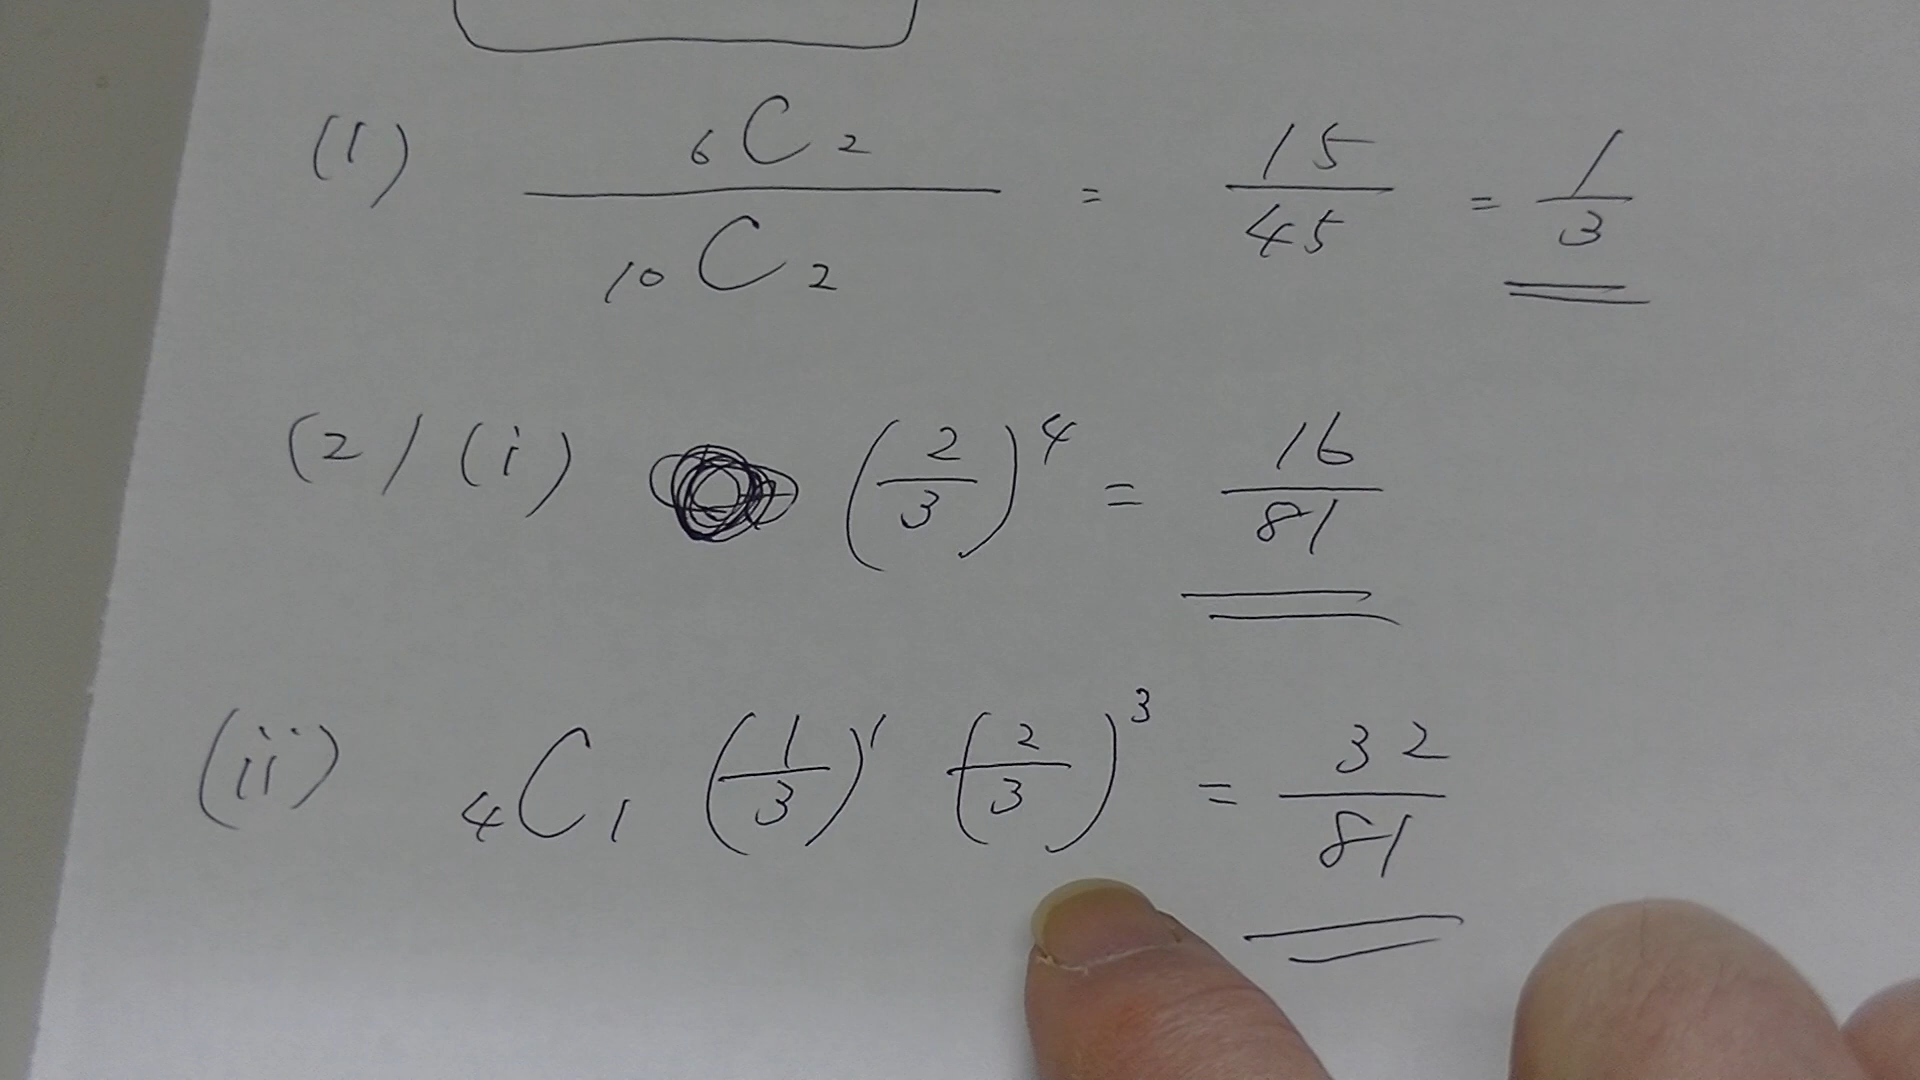 (1) 6C2 / 10C2 = 15/45 = 1/3
(2) (i) (2/3)^4 = 16/81
(ii) 4C1 (1/3)^1 (2/3)^3 = 32/81